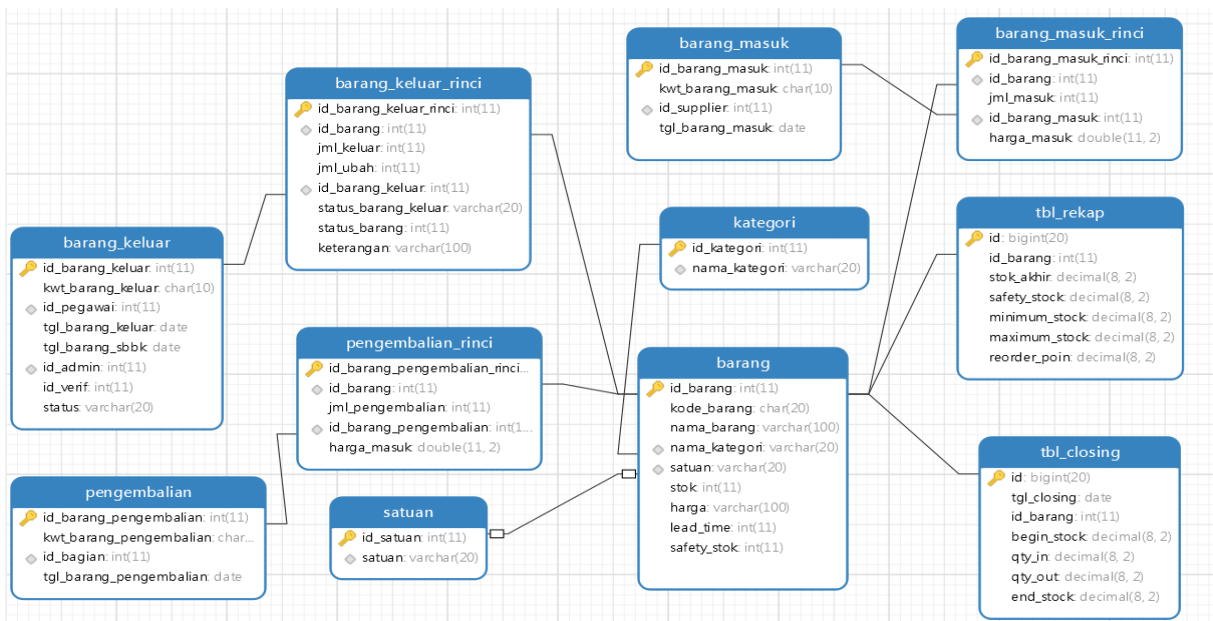 barang_masuk
id_barang_masuk: int(11)
kwt_barang_masuk: char(10)
id_supplier: int(11)
tgl_barang_masuk: date
barang_masuk_rinci
id_barang_masuk_rinci: int(11)
id_barang: int(11)
jml_masuk: int(11)
id_barang_masuk: int(11)
harga_masuk: double(11, 2)
barang_keluar_rinci
id_barang_keluar_rinci: int(11)
id_barang: int(11)
jml_keluar: int(11)
jml_ubah: int(11)
id_barang_keluar: int(11)
status_barang_keluar: varchar(20)
status_barang: int(11)
keterangan: varchar(100)
kategori
id_kategori: int(11)
nama_kategori: varchar(20)
tbl_rekap
id: bigint(20)
id_barang: int(11)
stok_akhir: decimal(8, 2)
safety_stock: decimal(8, 2)
minimum_stock: decimal(8, 2)
maximum_stock: decimal(8, 2)
reorder_poin: decimal(8, 2)
barang_keluar
id_barang_keluar: int(11)
kwt_barang_keluar: char(10)
id_pegawai: int(11)
tgl_barang_keluar: date
tgl_barang_sbbk: date
id_admin: int(11)
id_verif: int(11)
status: varchar(20)
pengembalian_rinci
id_barang_pengembalian_rinci...
id_barang: int(11)
jml_pengembalian: int(11)
id_barang_pengembalian: int(1...
harga_masuk: double(11, 2)
barang
id_barang: int(11)
kode_barang: char(20)
nama_barang: varchar(100)
nama_kategori: varchar(20)
satuan: varchar(20)
stok: int(11)
harga: varchar(100)
lead_time: int(11)
safety_stok: int(11)
tbl_closing
id: bigint(20)
tgl_closing: date
id_barang: int(11)
begin_stock: decimal(8, 2)
qty_in: decimal(8, 2)
qty_out: decimal(8, 2)
end_stock: decimal(8, 2)
pengembalian
id_barang_pengembalian: int(11)
kwt_barang_pengembalian: char...
id_bagian: int(11)
tgl_barang_pengembalian: date
satuan
id_satuan: int(11)
satuan: varchar(20)